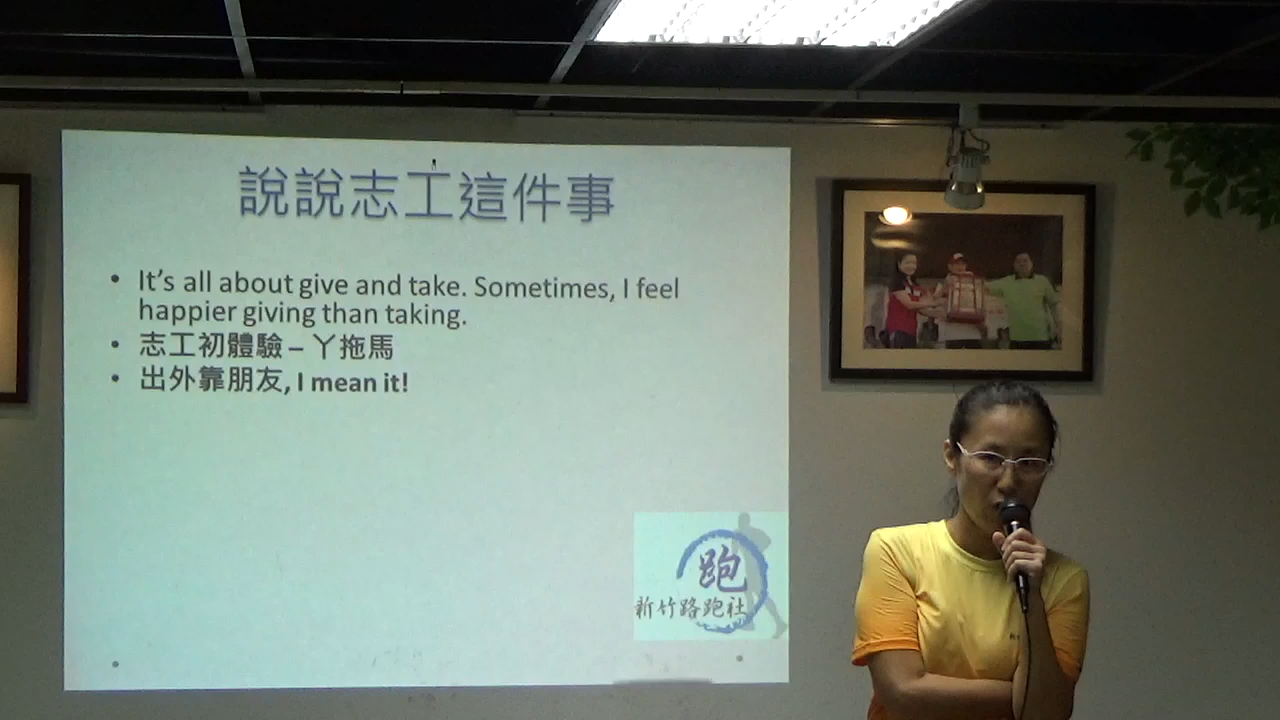 說說志工這件事
• It's all about give and take. Sometimes, I feel
happier giving than taking.
• 志工初體驗 – ㄚ拖馬
• 出外靠朋友, I mean it!
跑
新竹路跑社